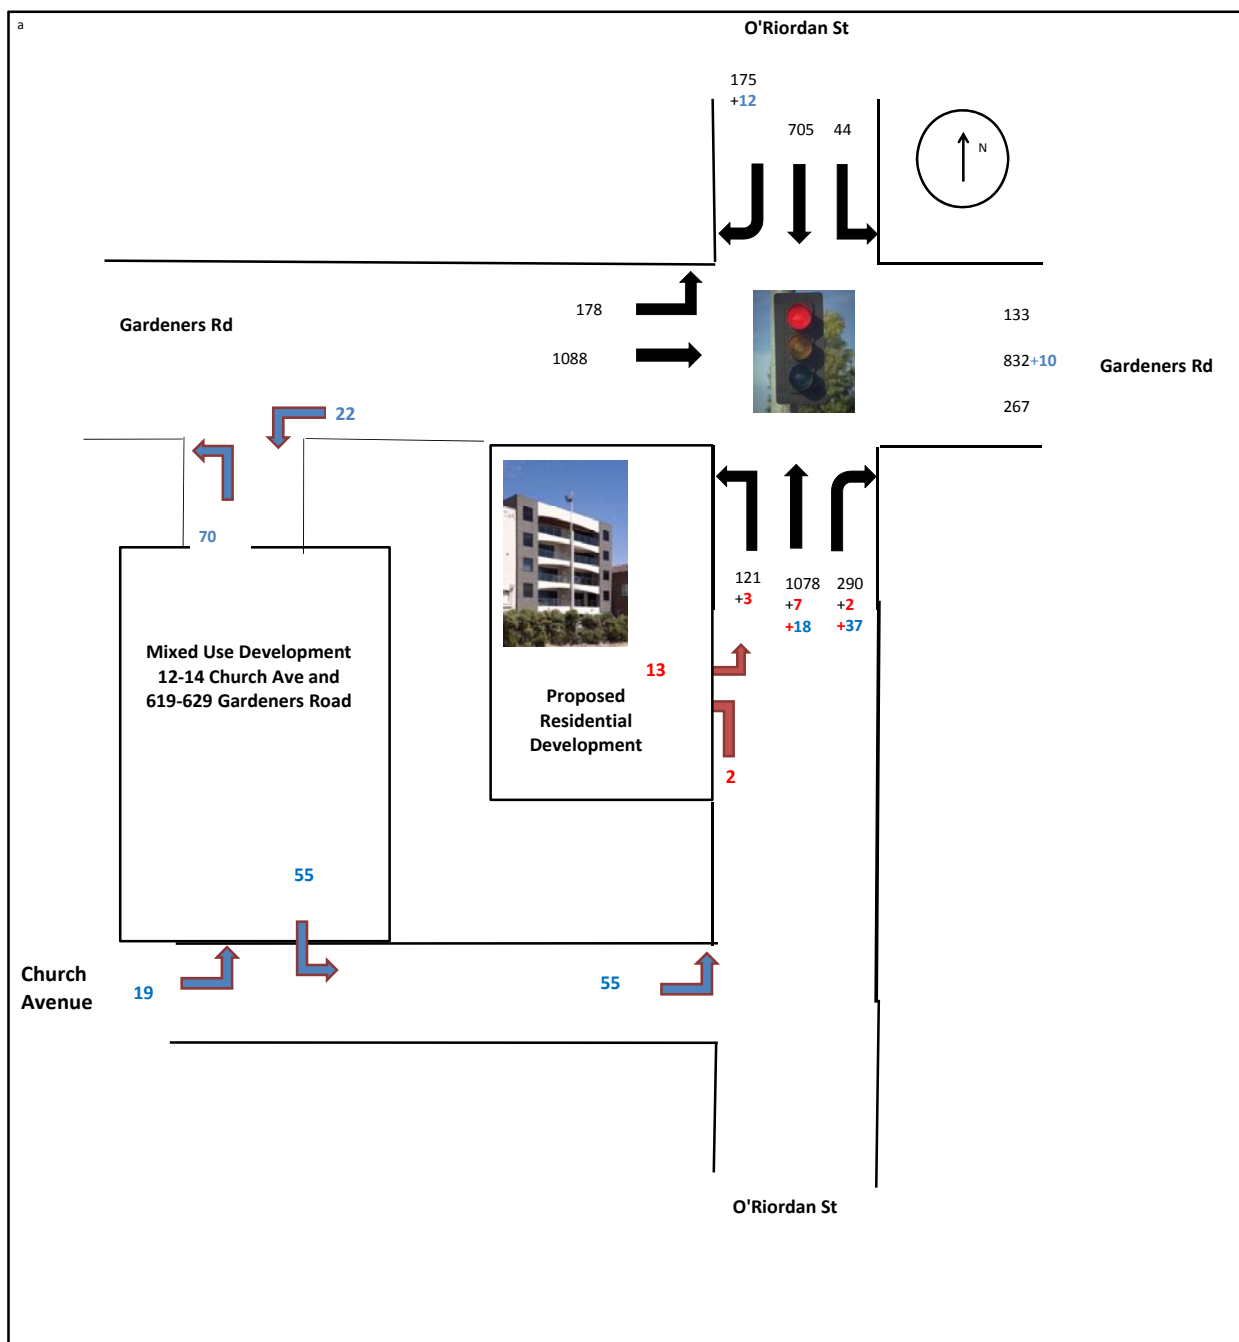 a
O'Riordan St
175
+12
705 44
N
178
1088
Gardeners Rd
133
832+10
267
Gardeners Rd
22
70
121 1078 290
+3 +7 +2
+18 +37
Mixed Use Development
12-14 Church Ave and
619-629 Gardeners Road
13
Proposed
Residential
Development
2
55
Church
Avenue
19
55
O'Riordan St